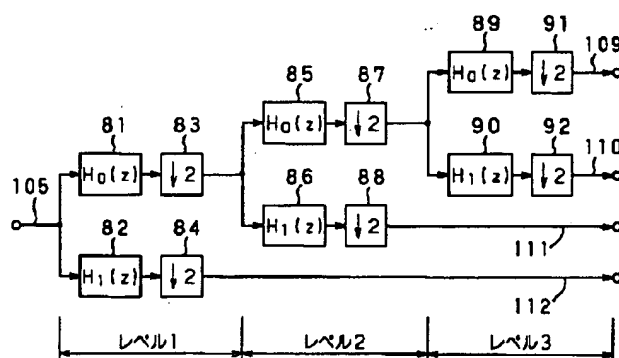 89 91 109
H₀(z) ↓2
85 87
H₀(z) ↓2
90 92 110
H₁(z) ↓2
81 83
105 H₀(z) ↓2
86 88
H₁(z) ↓2
111
82 84
H₁(z) ↓2
112
レベル1 レベル2 レベル3